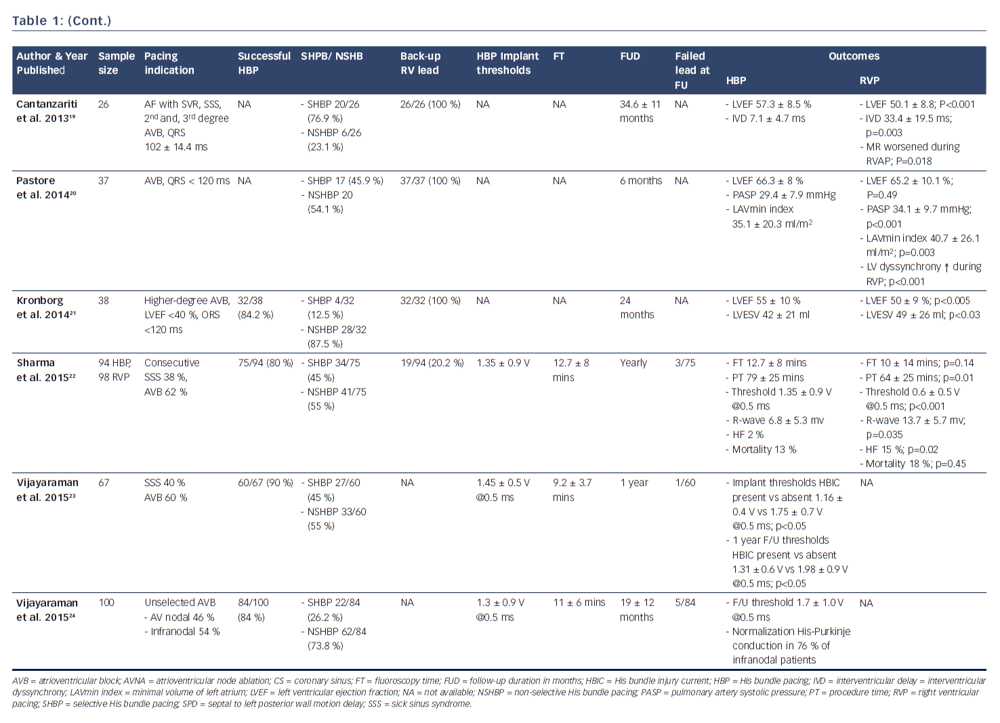 Table 1: (Cont.)
Author & Year Published
Sample size
Pacing indication
Successful HBP
SHPB/ NSHB
Back-up RV lead
HBP Implant thresholds
FT
FUD
Failed lead at FU
Outcomes
HBP
RVP
Cantanzariti
et al. 2013¹⁹
26
AF with SVR, SSS,
2ⁿᵈ and, 3ʳᵈ degree
AVB, QRS
102 ± 14.4 ms
NA
- SHBP 20/26
(76.9 %)
- NSHBP 6/26
(23.1 %)
26/26 (100 %)
NA
NA
34.6 ± 11
months
NA
- LVEF 57.3 ± 8.5 %
- IVD 7.1 ± 4.7 ms
- LVEF 50.1 ± 8.8; P<0.001
- IVD 33.4 ± 19.5 ms;
p=0.003
- MR worsened during
RVAP; P=0.018
Pastore
et al. 2014²⁰
37
AVB, QRS < 120 ms
NA
- SHBP 17 (45.9 %)
- NSHBP 20
(54.1 %)
37/37 (100 %)
NA
NA
6 months
NA
- LVEF 66.3 ± 8 %
- PASP 29.4 ± 7.9 mmHg
- LAVmin index
35.1 ± 20.3 ml/m²
- LVEF 65.2 ± 10.1 %;
P=0.49
- PASP 34.1 ± 9.7 mmHg;
p<0.001
- LAVmin index 40.7 ± 26.1
ml/m²; p=0.003
- LV dyssynchrony ↑ during
RVP; p<0.001
Kronborg
et al. 2014²¹
38
Higher-degree AVB,
LVEF <40 %, ORS
<120 ms
32/38
(84.2 %)
- SHBP 4/32
(12.5 %)
- NSHBP 28/32
(87.5 %)
32/32 (100 %)
NA
NA
24
months
NA
- LVEF 55 ± 10 %
- LVESV 42 ± 21 ml
- LVEF 50 ± 9 %; p<0.005
- LVESV 49 ± 26 ml; p<0.03
Sharma
et al. 2015²²
94 HBP,
98 RVP
Consecutive
SSS 38 %,
AVB 62 %
75/94 (80 %)
- SHBP 34/75
(45 %)
- NSHBP 41/75
(55 %)
19/94 (20.2 %)
1.35 ± 0.9 V
12.7 ± 8
mins
Yearly
3/75
- FT 12.7 ± 8 mins
- PT 79 ± 25 mins
- Threshold 1.35 ± 0.9 V
@0.5 ms
- R-wave 6.8 ± 5.3 mv
- HF 2 %
- Mortality 13 %
- FT 10 ± 14 mins; p=0.14
- PT 64 ± 25 mins; p=0.01
- Threshold 0.6 ± 0.5 V
@0.5 ms; p<0.001
- R-wave 13.7 ± 5.7 mv;
p=0.035
- HF 15 %; p=0.02
- Mortality 18 %; p=0.45
Vijayaraman
et al. 2015²³
67
SSS 40 %
AVB 60 %
60/67 (90 %)
- SHBP 27/60
(45 %)
- NSHBP 33/60
(55 %)
NA
1.45 ± 0.5 V
@0.5 ms
9.2 ± 3.7
mins
1 year
1/60
- Implant thresholds HBIC
present vs absent 1.16 ±
0.4 V vs 1.75 ± 0.7 V
@0.5 ms; p<0.05
- 1 year F/U thresholds
HBIC present vs absent
1.31 ± 0.6 V vs 1.98 ± 0.9 V
@0.5 ms; p<0.05
NA
Vijayaraman
et al. 2015²⁴
100
Unselected AVB
- AV nodal 46 %
- Infranodal 54 %
84/100
(84 %)
- SHBP 22/84
(26.2 %)
- NSHBP 62/84
(73.8 %)
NA
1.3 ± 0.9 V
@0.5 ms
11 ± 6 mins
19 ± 12
months
5/84
- F/U threshold 1.7 ± 1.0 V
@0.5 ms
- Normalization His-Purkinje
conduction in 76 % of
infranodal patients
NA
AVB = atrioventricular block; AVNA = atrioventricular node ablation; CS = coronary sinus; FT = fluoroscopy time; FUD = follow-up duration in months; HBIC = His bundle injury current; HBP = His bundle pacing; IVD = interventricular delay = interventricular
dyssynchrony; LAVmin index = minimal volume of left atrium; LVEF = left ventricular ejection fraction; NA = not available; NSHBP = non-selective His bundle pacing; PASP = pulmonary artery systolic pressure; PT = procedure time; RVP = right ventricular
pacing; SHBP = selective His bundle pacing; SPD = septal to left posterior wall motion delay; SSS = sick sinus syndrome.